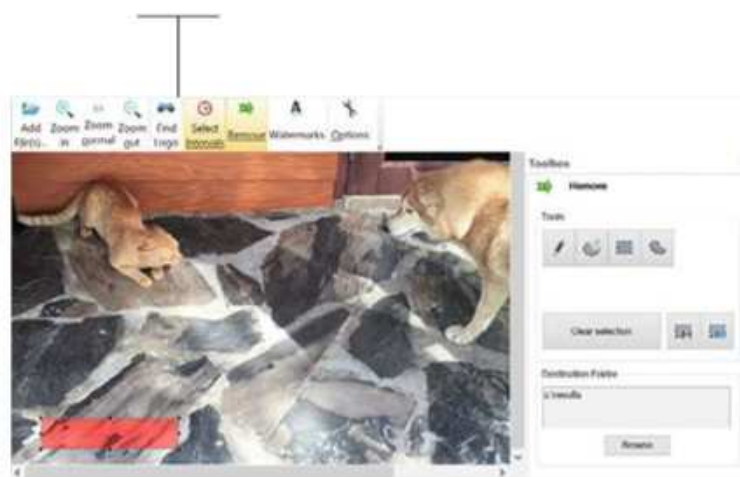 Add File(s)... Zoom in Zoom normal Zoom out Find Logo Select Intervals Remove Watermarks Options
Toolbox
Remove
Tools
Clear selection
Destination Folder
Browse